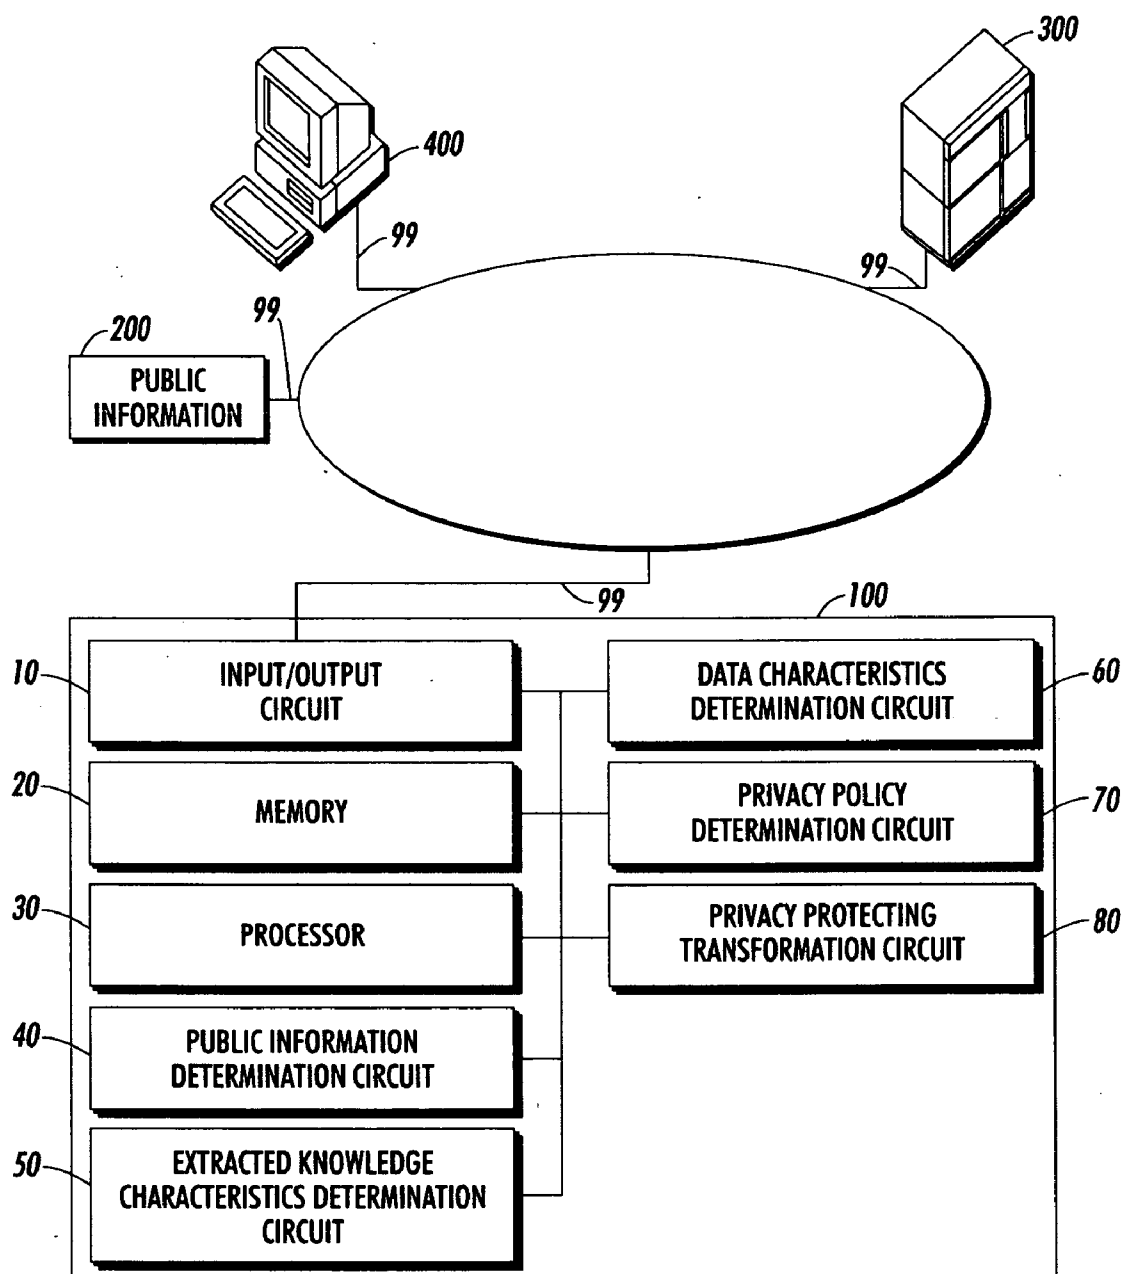 300
400
99
99
99
200
PUBLIC
INFORMATION
99
100
10
INPUT/OUTPUT
CIRCUIT
DATA CHARACTERISTICS
DETERMINATION CIRCUIT
60
20
MEMORY
PRIVACY POLICY
DETERMINATION CIRCUIT
70
30
PROCESSOR
PRIVACY PROTECTING
TRANSFORMATION CIRCUIT
80
40
PUBLIC INFORMATION
DETERMINATION CIRCUIT
50
EXTRACTED KNOWLEDGE
CHARACTERISTICS DETERMINATION
CIRCUIT